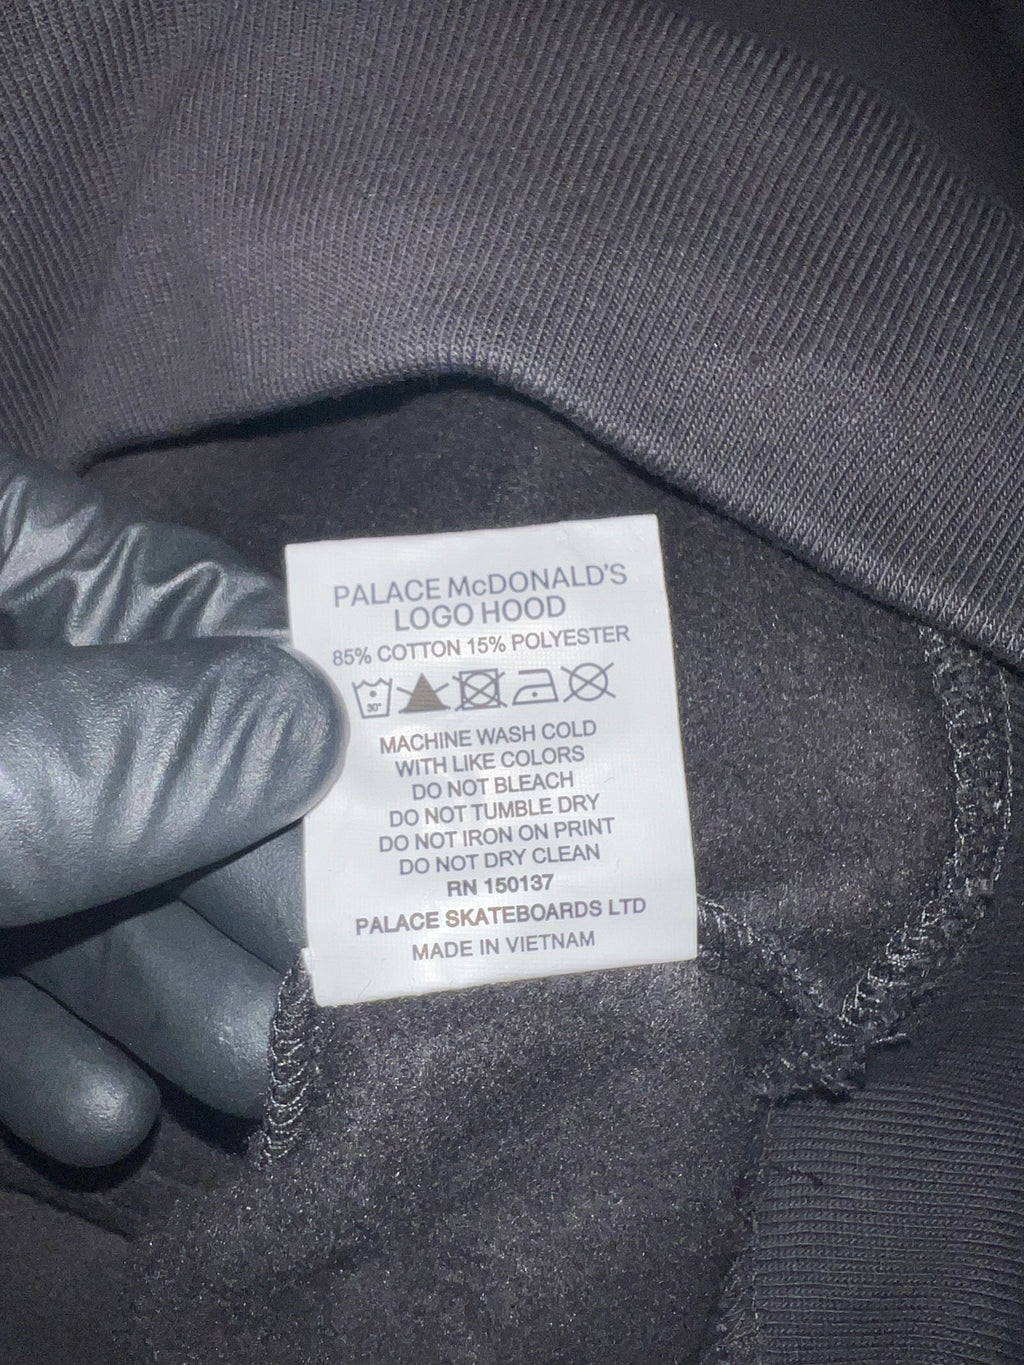 PALACE McDONALD'S
LOGO HOOD
85% COTTON 15% POLYESTER
30°
MACHINE WASH COLD
WITH LIKE COLORS
DO NOT BLEACH
DO NOT TUMBLE DRY
DO NOT IRON ON PRINT
DO NOT DRY CLEAN
RN 150137
PALACE SKATEBOARDS LTD
MADE IN VIETNAM